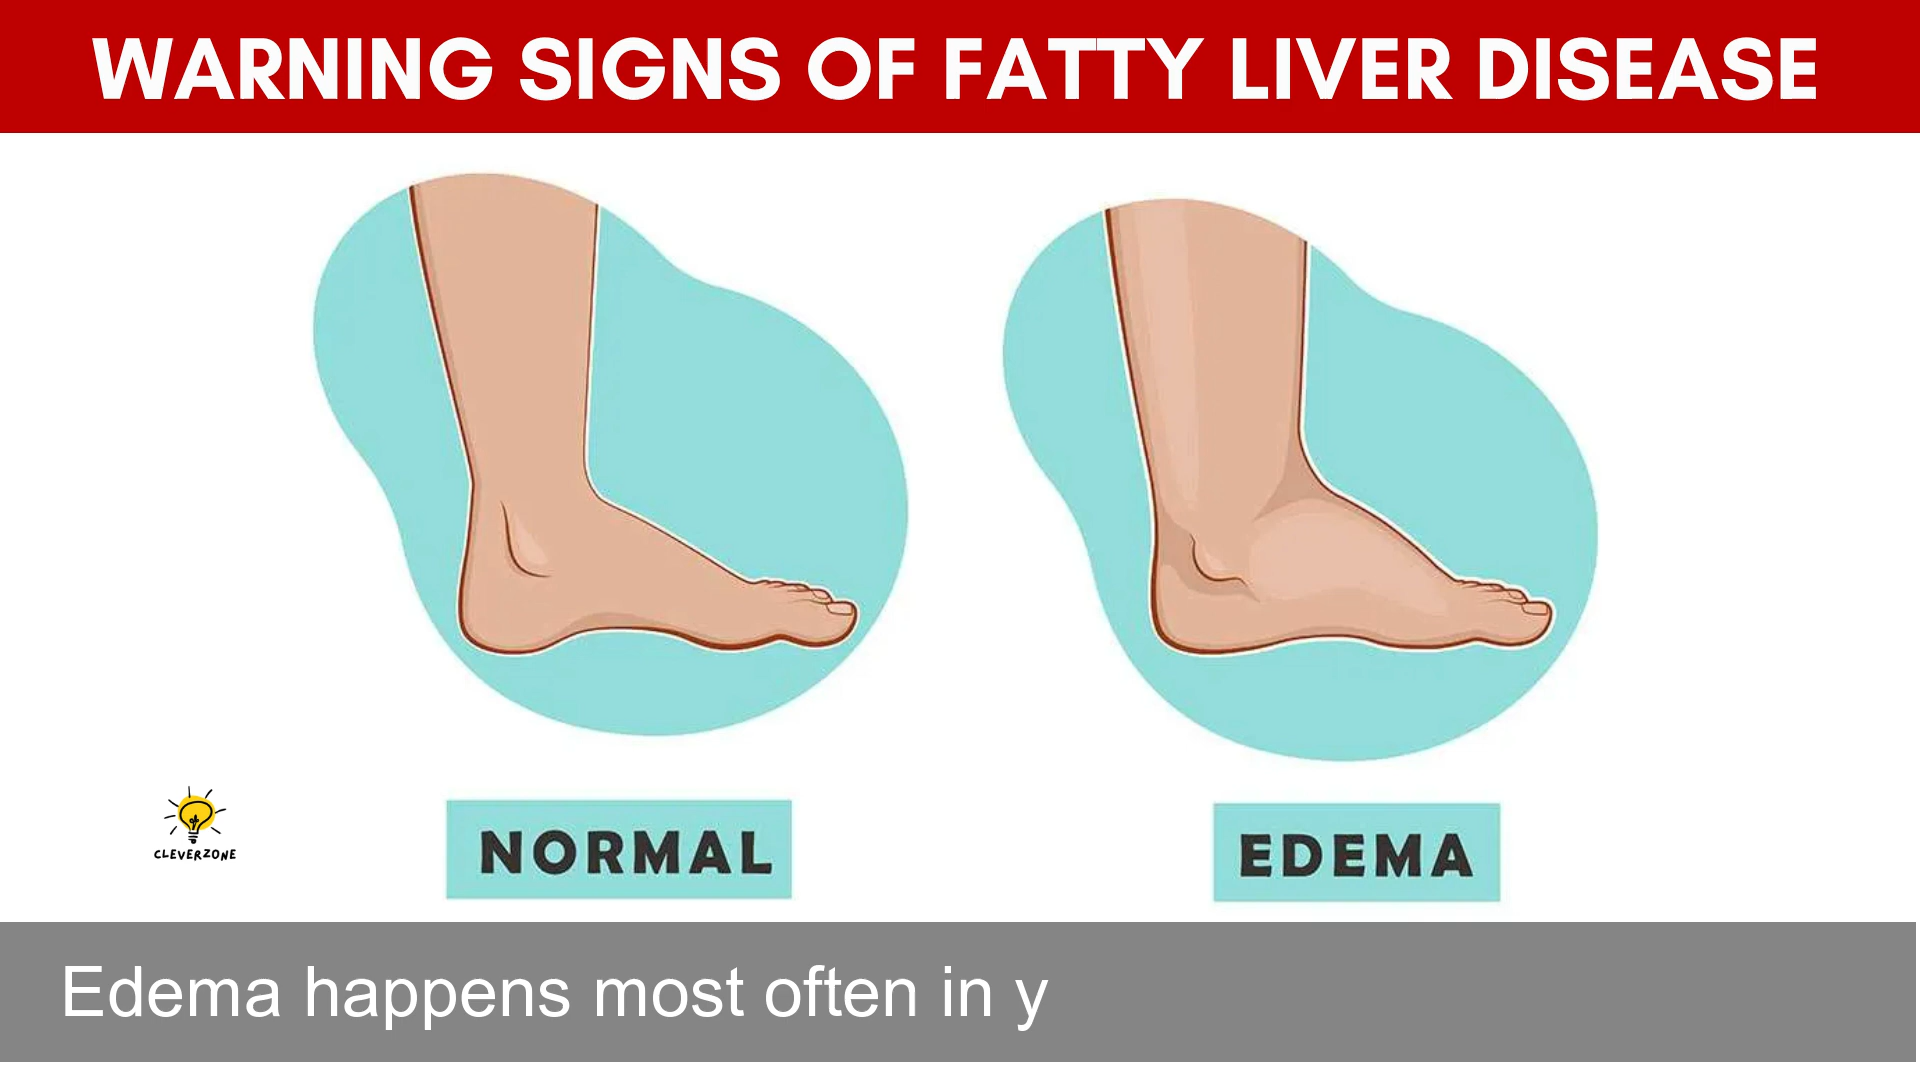 WARNING SIGNS OF FATTY LIVER DISEASE
CLEVERZONE
NORMAL
EDEMA
Edema happens most often in y